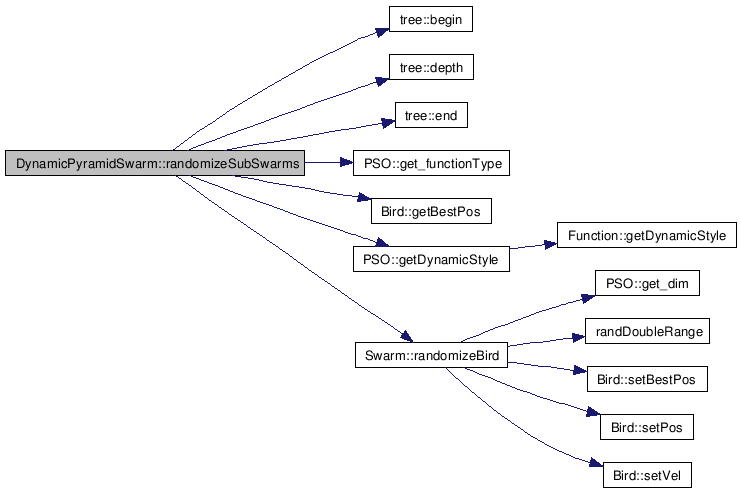 tree::begin
tree::depth
tree::end
DynamicPyramidSwarm::randomizeSubSwarms
PSO::get_functionType
Bird::getBestPos
Function::getDynamicStyle
PSO::getDynamicStyle
PSO::get_dim
randDoubleRange
Swarm::randomizeBird
Bird::setBestPos
Bird::setPos
Bird::setVel